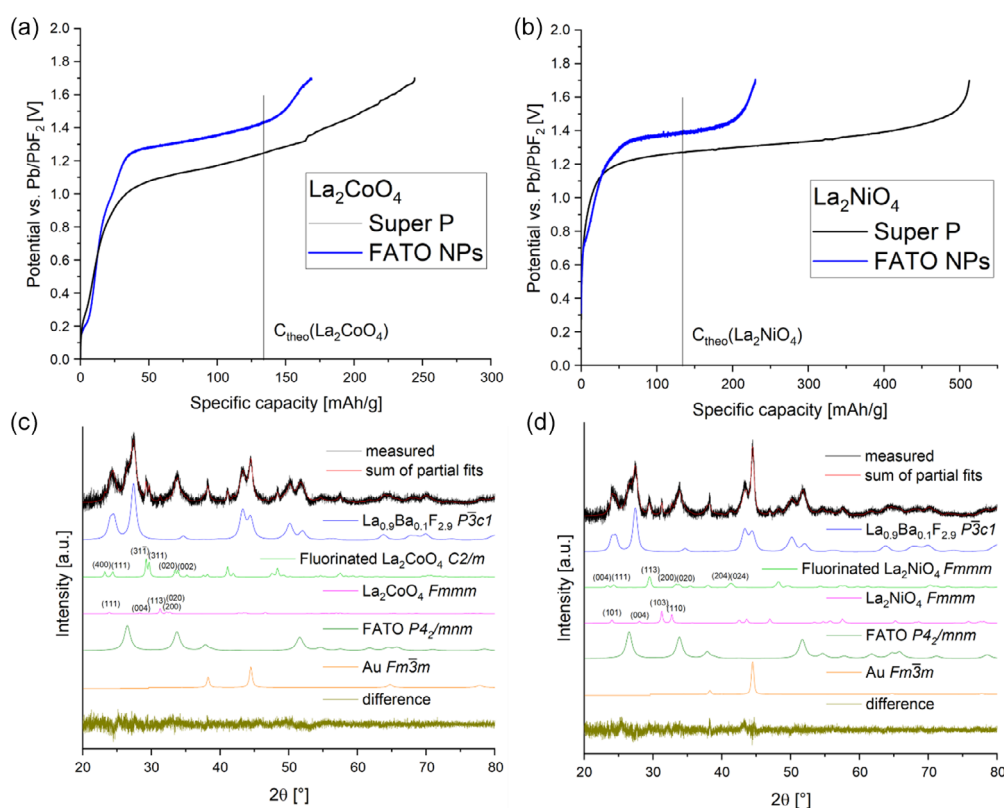 (a)
Potential vs. Pb/PbF₂ [V]
2.0
1.8
1.6
1.4
1.2
1.0
0.8
0.6
0.4
0.2
0.0
La₂CoO₄
Super P
FATO NPs
C_theo(La₂CoO₄)
0 50 100 150 200 250 300
Specific capacity [mAh/g]
(b)
Potential vs. Pb/PbF₂ [V]
2.0
1.8
1.6
1.4
1.2
1.0
0.8
0.6
0.4
0.2
0.0
La₂NiO₄
Super P
FATO NPs
C_theo(La₂NiO₄)
0 100 200 300 400 500
Specific capacity [mAh/g]
(c)
Intensity [a.u.]
measured
sum of partial fits
La₀.₉Ba₀.₁F₂.₉ P3̅c1
(400) (111) (311̅) (311) (020) (002)
Fluorinated La₂CoO₄ C2/m
(111) (004) (113) (020) (200)
La₂CoO₄ Fmmm
FATO P4₂/mnm
Au Fm3̅m
difference
20 30 40 50 60 70 80
2θ [°]
(d)
Intensity [a.u.]
measured
sum of partial fits
La₀.₉Ba₀.₁F₂.₉ P3̅c1
(004) (111) (113) (200) (020) (204) (024)
Fluorinated La₂NiO₄ Fmmm
(101) (004) (103) (110)
La₂NiO₄ Fmmm
FATO P4₂/mnm
Au Fm3̅m
difference
20 30 40 50 60 70 80
2θ [°]